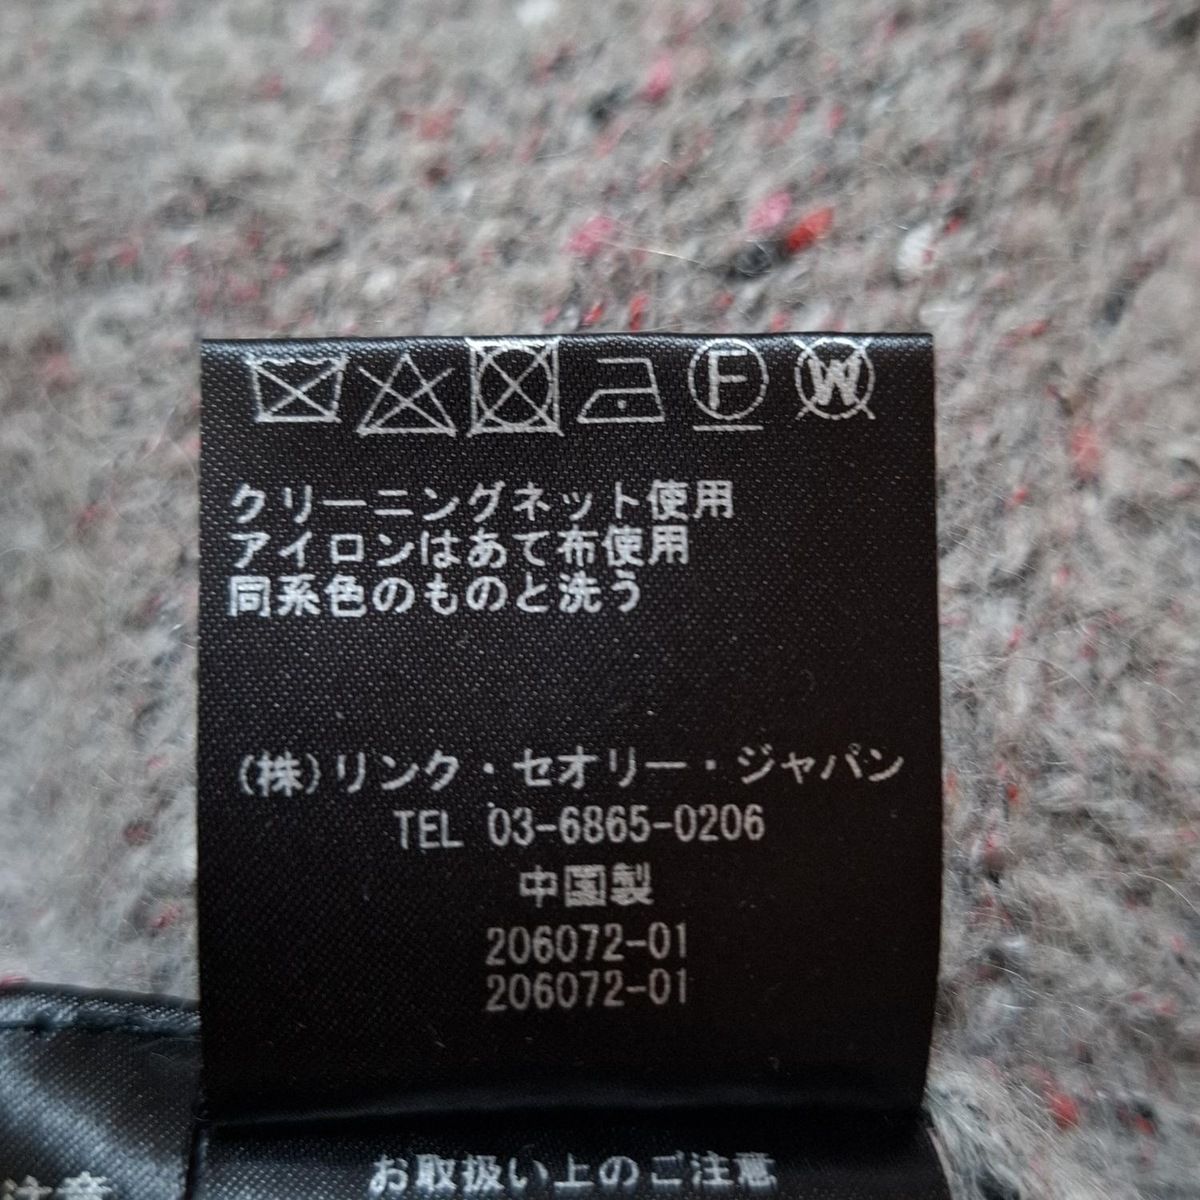 F W
クリーニングネット使用
アイロンはあて布使用
同系色のものと洗う
(株)リンク・セオリー・ジャパン
TEL 03-6865-0206
中国製
206072-01
206072-01
お取扱い上のご注意
注意